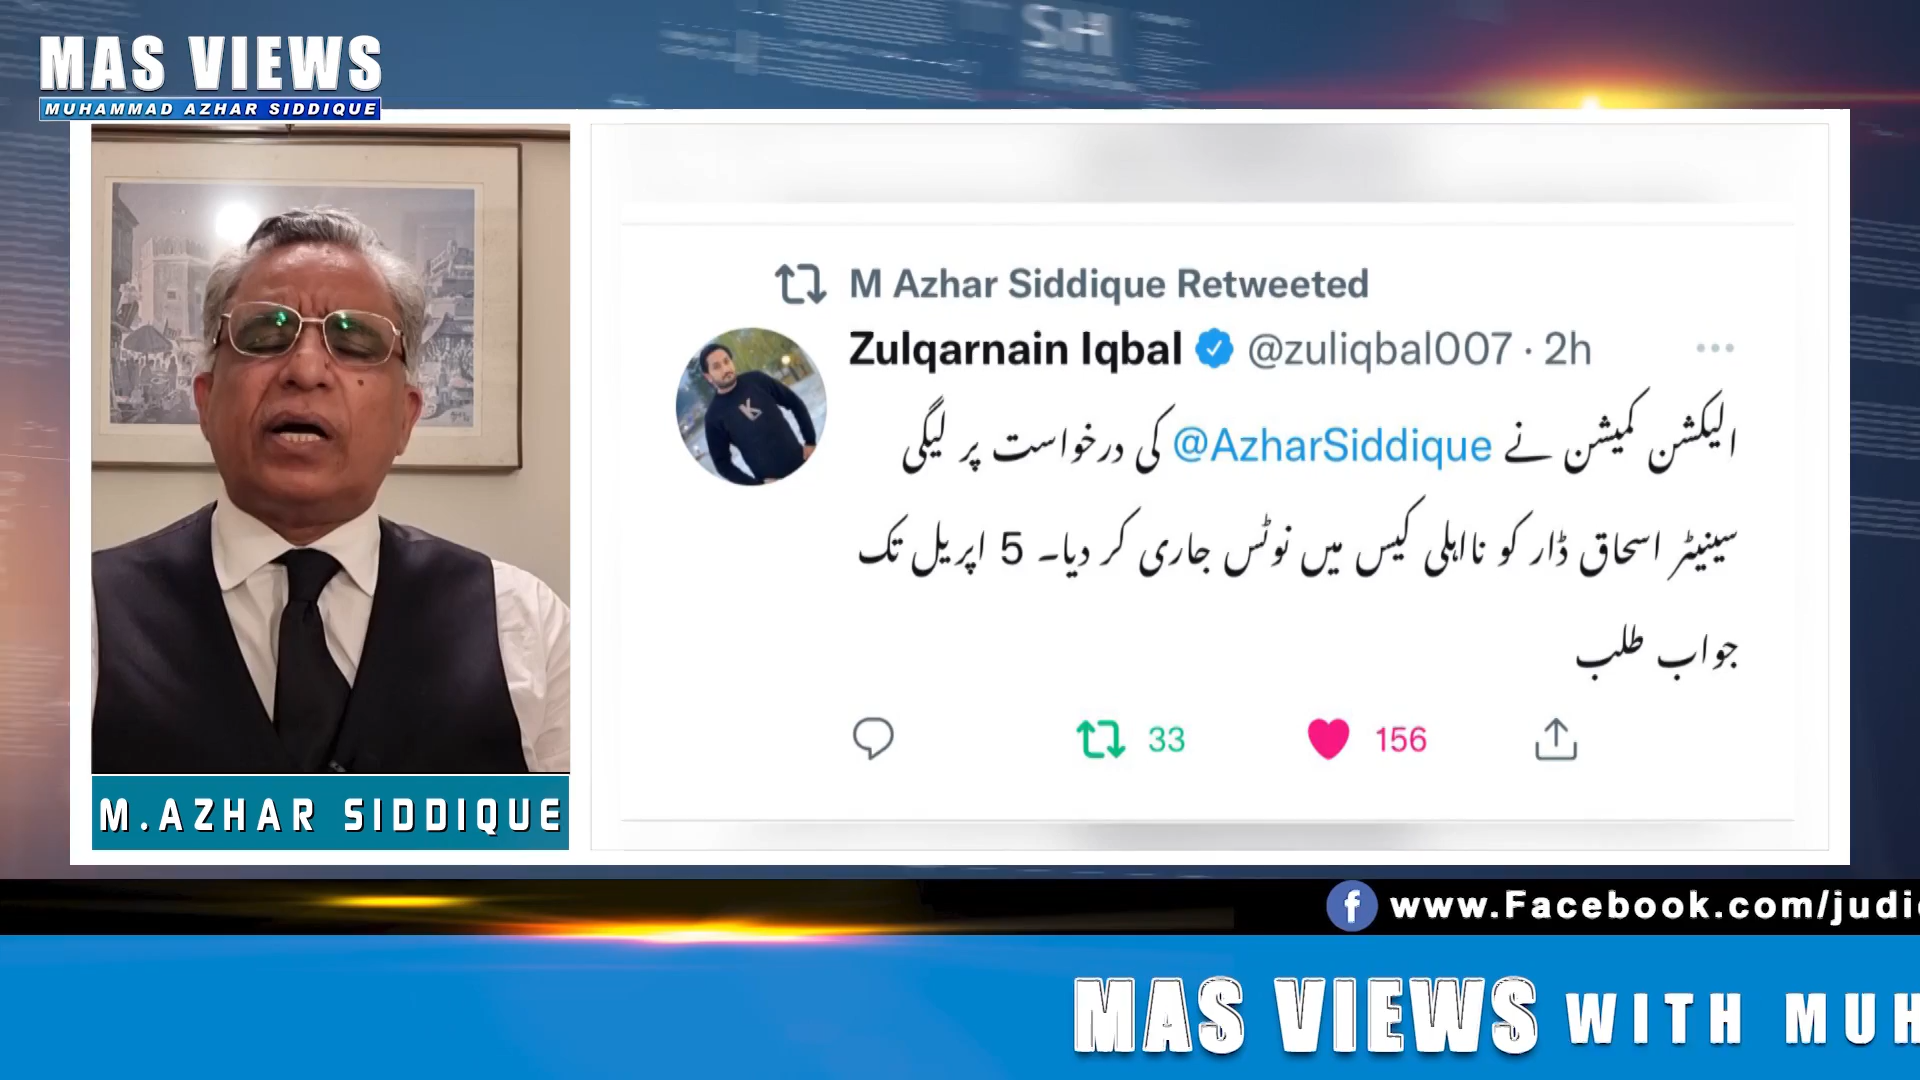 MAS VIEWS
MUHAMMAD AZHAR SIDDIQUE
SH
M Azhar Siddique Retweeted
Zulqarnain Iqbal @zuliqbal007 · 2h
الیکشن کمیشن نے @AzharSiddique کی درخواست پر لیگی
سینیٹر اسحاق ڈار کو نااہلی کیس میں نوٹس جاری کر دیا۔ 5 اپریل تک
جواب طلب
33 156
M.AZHAR SIDDIQUE
www.Facebook.com/judi
MAS VIEWS WITH MUH